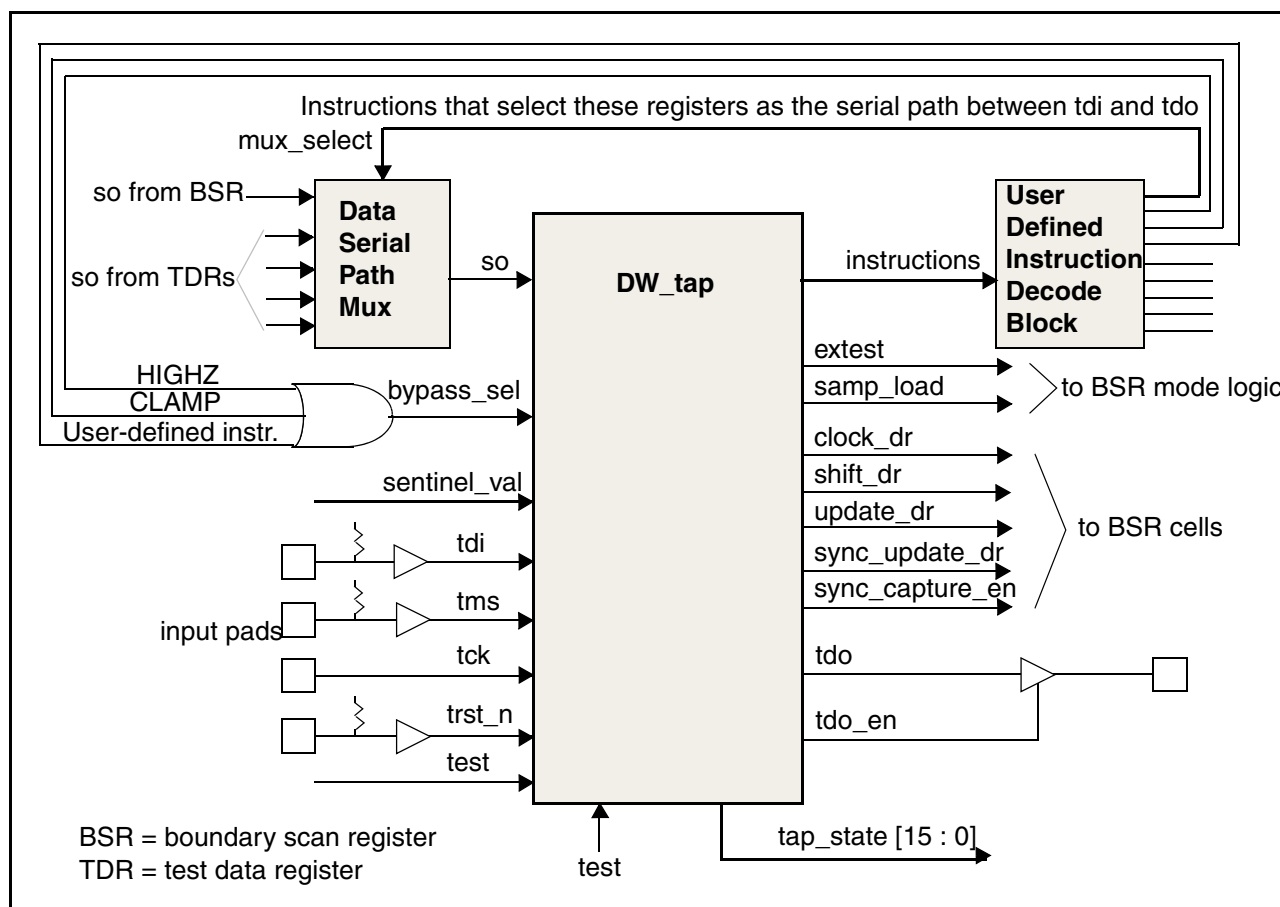 Instructions that select these registers as the serial path between tdi and tdo
mux_select
so from BSR
so from TDRs
Data
Serial
Path
Mux
so
DW_tap
instructions
User
Defined
Instruction
Decode
Block
HIGHZ
CLAMP
User-defined instr.
bypass_sel
extest
samp_load
to BSR mode logic
clock_dr
shift_dr
update_dr
sync_update_dr
sync_capture_en
to BSR cells
sentinel_val
tdi
tms
input pads
tck
trst_n
test
tdo
tdo_en
BSR = boundary scan register
TDR = test data register
test
tap_state [15 : 0]